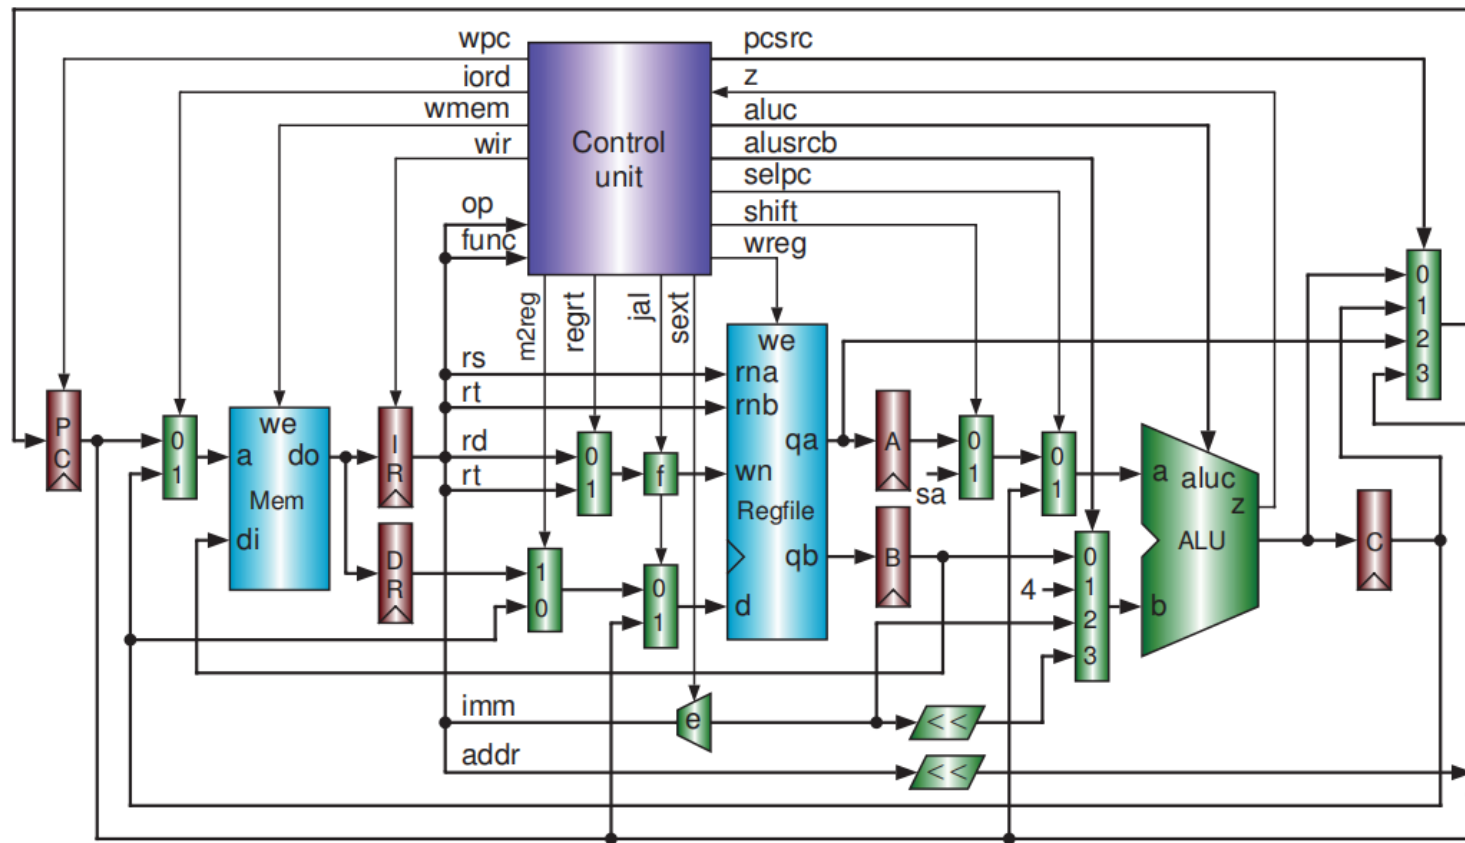 wpc
iord
wmem
wir
op
func
Control
unit
pcsrc
z
aluc
alusrcb
selpc
shift
wreg
m2reg
regrt
jal
sext
rs
rt
rd
rt
imm
addr
P
C
0
1
we
a
do
Mem
di
I
R
D
R
0
1
f
1
0
0
1
e
we
rna
rnb
qa
wn
Regfile
qb
d
A
B
0
1
sa
0
1
4
0
1
2
3
<<
<<
a
aluc
z
ALU
b
C
0
1
2
3